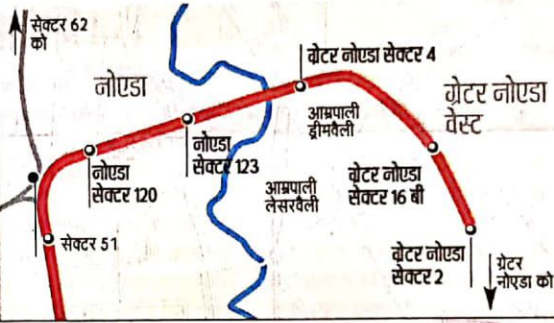 सेक्टर 62
को
नोएडा
ग्रेटर नोएडा सेक्टर 4
ग्रेटर नोएडा
वेस्ट
आम्रपाली
ड्रीमवैली
नोएडा
सेक्टर 123
नोएडा
सेक्टर 120
आम्रपाली
लेसरवैली
ग्रेटर नोएडा
सेक्टर 16 बी
सेक्टर 51
ग्रेटर नोएडा
सेक्टर 2
ग्रेटर
नोएडा को